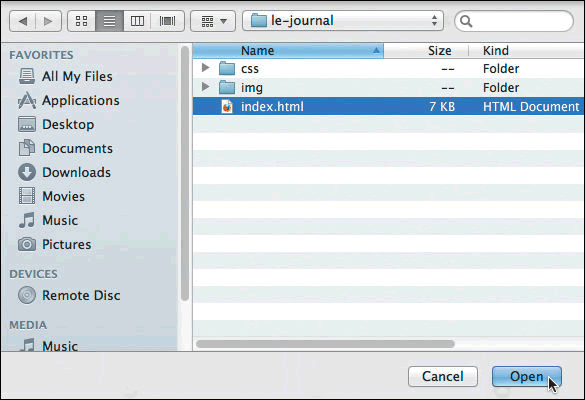 le-journal
Name Size Kind
FAVORITES
All My Files
Applications
Desktop
Documents
Downloads
Movies
Music
Pictures
DEVICES
Remote Disc
MEDIA
Music
css -- Folder
img -- Folder
index.html 7 KB HTML Document
Cancel Open